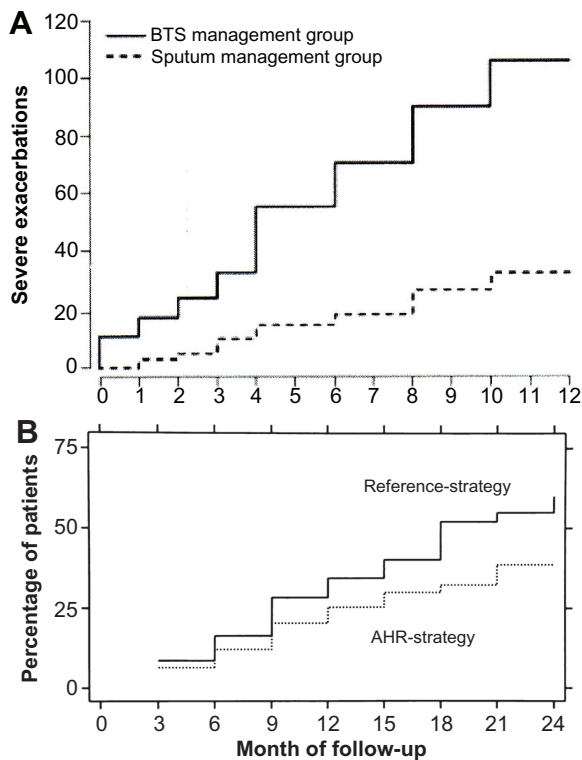 A
120
BTS management group
Sputum management group
100
80
60
40
20
0
Severe exacerbations
0 1 2 3 4 5 6 7 8 9 10 11 12
B
75
Reference-strategy
50
25
AHR-strategy
0
Percentage of patients
0 3 6 9 12 15 18 21 24
Month of follow-up